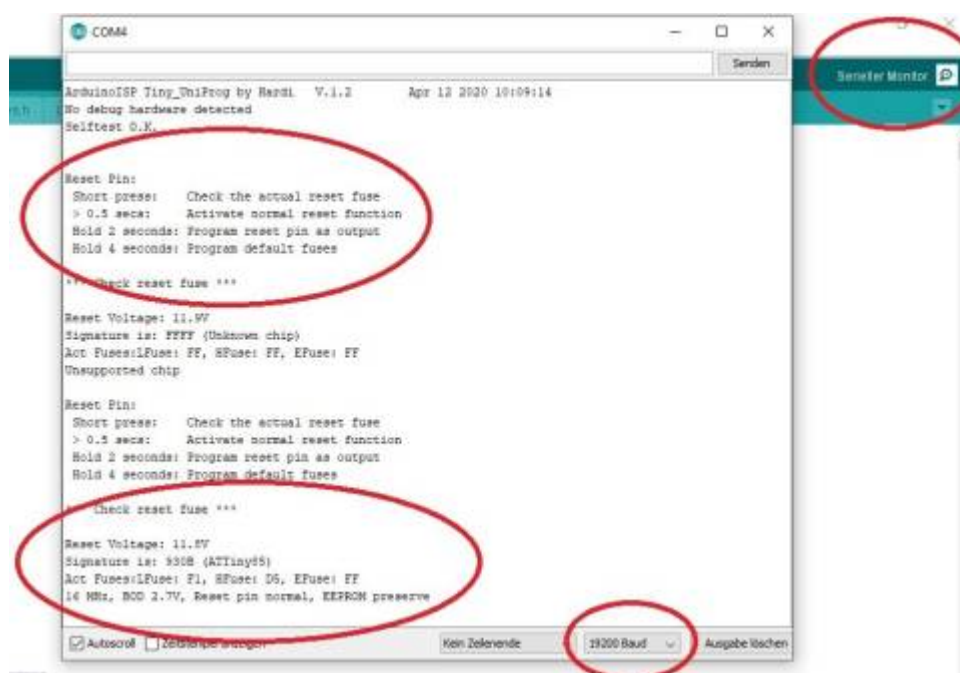 COM4
Senden
Serieller Monitor
ArduinoISP Tiny_UniProg by Hardi V.1.2 Apr 12 2020 10:09:14
No debug hardware detected
Selftest O.K.
Reset Pin:
Short press: Check the actual reset fuse
> 0.5 secs: Activate normal reset function
Hold 2 seconds: Program reset pin as output
Hold 4 seconds: Program default fuses
*** Check reset fuse ***
Reset Voltage: 11.9V
Signature is: FFFF (Unknown chip)
Act Fuses:LFuse: FF, HFuse: FF, EFuse: FF
Unsupported chip
Reset Pin:
Short press: Check the actual reset fuse
> 0.5 secs: Activate normal reset function
Hold 2 seconds: Program reset pin as output
Hold 4 seconds: Program default fuses
*** Check reset fuse ***
Reset Voltage: 11.8V
Signature is: 930B (ATTiny85)
Act Fuses:LFuse: F1, HFuse: D5, EFuse: FF
16 MHz, BOD 2.7V, Reset pin normal, EEPROM preserve
Autoscroll Zeitstempel anzeigen Kein Zeilenende 19200 Baud Ausgabe löschen